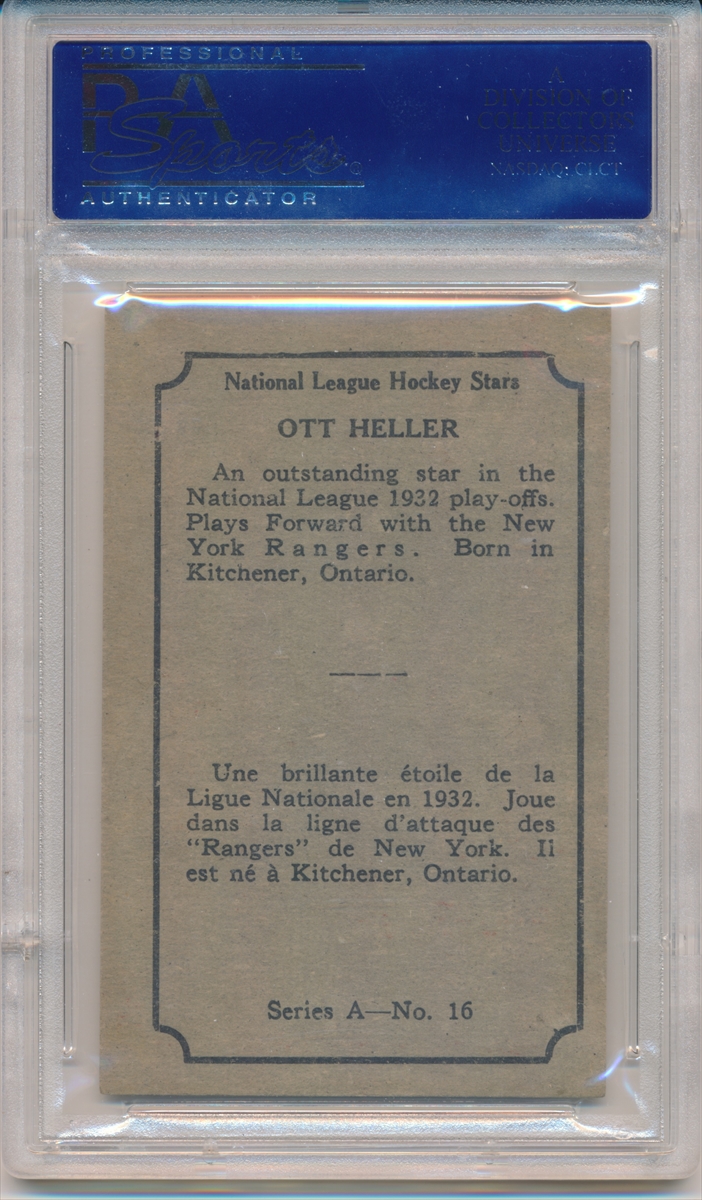 PROFESSIONAL
PSA
Sports
AUTHENTICATOR
A
DIVISION OF
COLLECTORS
UNIVERSE
NASDAQ: CLCT
National League Hockey Stars
OTT HELLER
An outstanding star in the
National League 1932 play-offs.
Plays Forward with the New
York Rangers. Born in
Kitchener, Ontario.
Une brillante étoile de la
Ligue Nationale en 1932. Joue
dans la ligne d'attaque des
"Rangers" de New York. Il
est né à Kitchener, Ontario.
Series A—No. 16